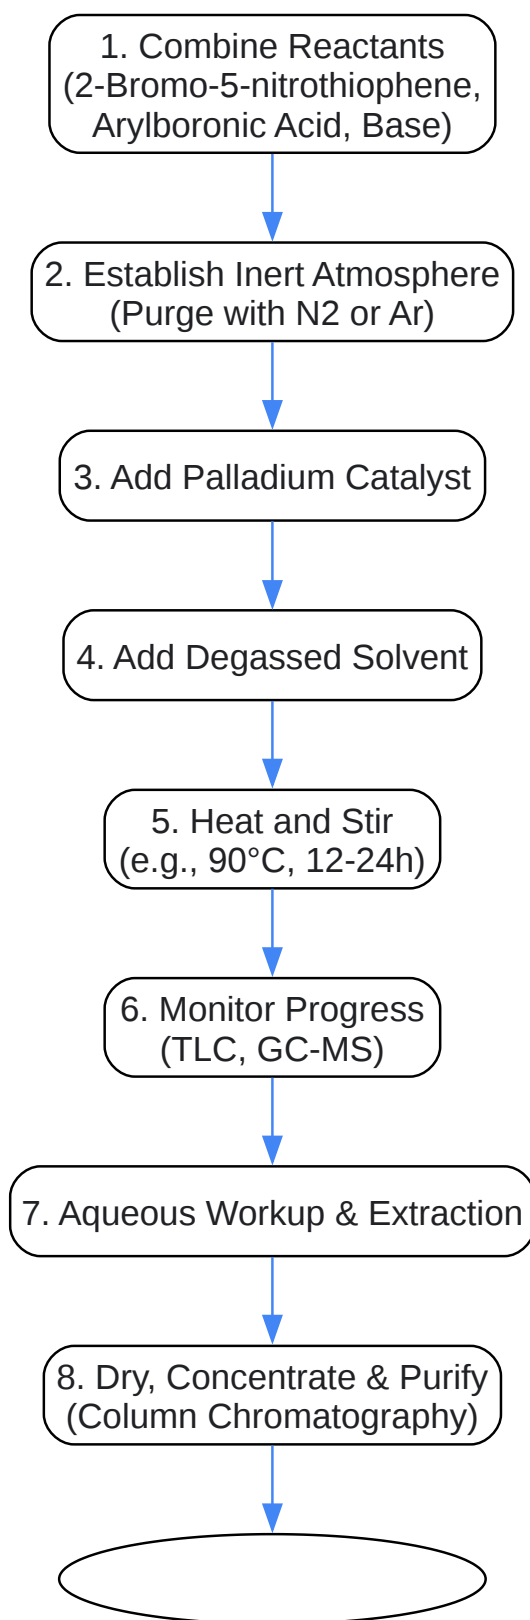 1. Combine Reactants
(2-Bromo-5-nitrothiophene,
Arylboronic Acid, Base)
2. Establish Inert Atmosphere
(Purge with N2 or Ar)
3. Add Palladium Catalyst
4. Add Degassed Solvent
5. Heat and Stir
(e.g., 90°C, 12-24h)
6. Monitor Progress
(TLC, GC-MS)
7. Aqueous Workup & Extraction
8. Dry, Concentrate & Purify
(Column Chromatography)